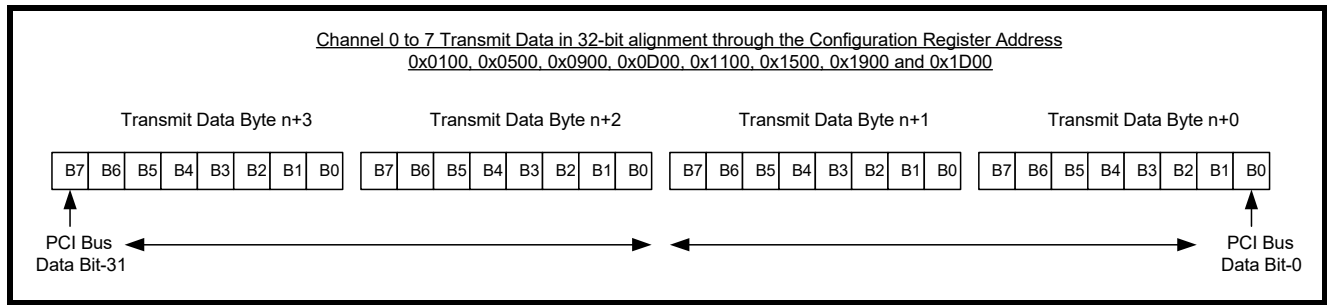 Channel 0 to 7 Transmit Data in 32-bit alignment through the Configuration Register Address
0x0100, 0x0500, 0x0900, 0x0D00, 0x1100, 0x1500, 0x1900 and 0x1D00
Transmit Data Byte n+3 Transmit Data Byte n+2 Transmit Data Byte n+1 Transmit Data Byte n+0
B7 B6 B5 B4 B3 B2 B1 B0 B7 B6 B5 B4 B3 B2 B1 B0 B7 B6 B5 B4 B3 B2 B1 B0 B7 B6 B5 B4 B3 B2 B1 B0
PCI Bus PCI Bus
Data Bit-31 Data Bit-0